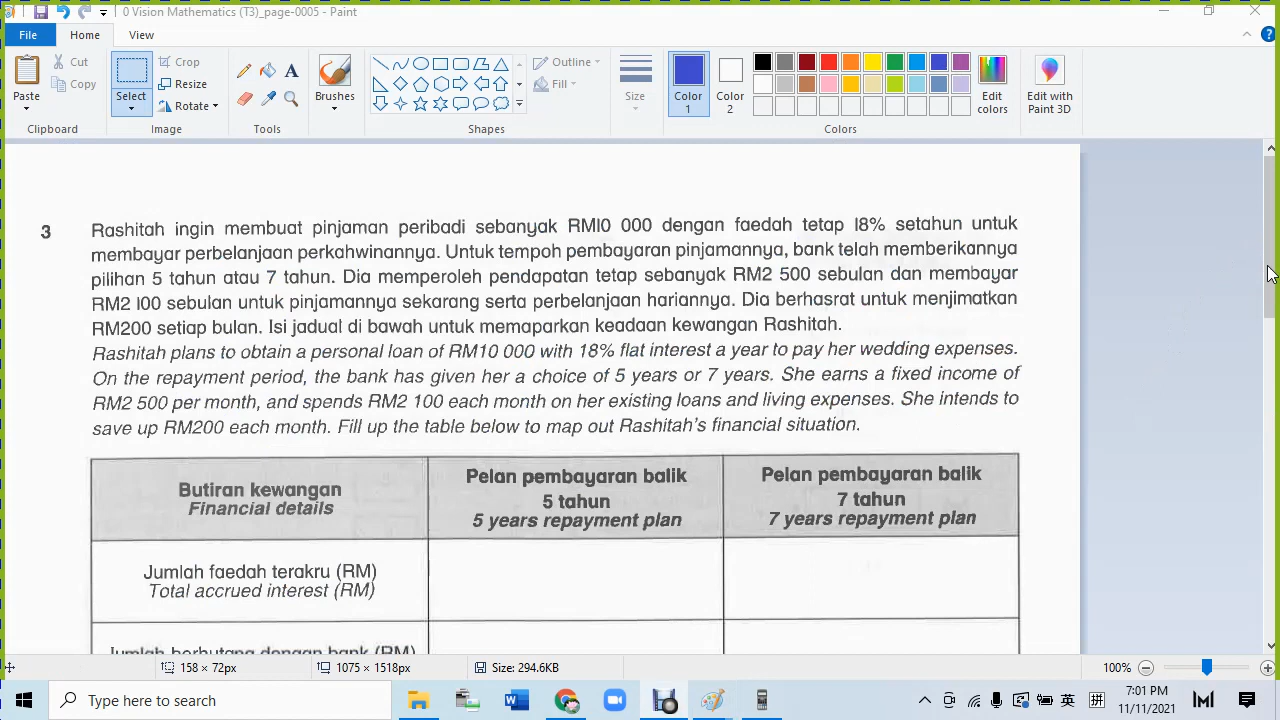 0 Vision Mathematics (T3)_page-0005 - Paint
File Home View
Paste
Cut
Copy
Clipboard
Select
Crop
Resize
Rotate
Image
Tools
Brushes
Shapes
Outline
Fill
Size
Color 1
Color 2
Colors
Edit colors
Edit with Paint 3D
3 Rashitah ingin membuat pinjaman peribadi sebanyak RM10 000 dengan faedah tetap 18% setahun untuk
membayar perbelanjaan perkahwinannya. Untuk tempoh pembayaran pinjamannya, bank telah memberikannya
pilihan 5 tahun atau 7 tahun. Dia memperoleh pendapatan tetap sebanyak RM2 500 sebulan dan membayar
RM2 100 sebulan untuk pinjamannya sekarang serta perbelanjaan hariannya. Dia berhasrat untuk menjimatkan
RM200 setiap bulan. Isi jadual di bawah untuk memaparkan keadaan kewangan Rashitah.
Rashitah plans to obtain a personal loan of RM10 000 with 18% flat interest a year to pay her wedding expenses.
On the repayment period, the bank has given her a choice of 5 years or 7 years. She earns a fixed income of
RM2 500 per month, and spends RM2 100 each month on her existing loans and living expenses. She intends to
save up RM200 each month. Fill up the table below to map out Rashitah's financial situation.
Butiran kewangan
Financial details
Pelan pembayaran balik
5 tahun
5 years repayment plan
Pelan pembayaran balik
7 tahun
7 years repayment plan
Jumlah faedah terakru (RM)
Total accrued interest (RM)
Jumlah berhutang dengan bank (RM)
158 × 72px
1075 × 1518px
Size: 294.6KB
100%
Type here to search
英
拼
7:01 PM
11/11/2021